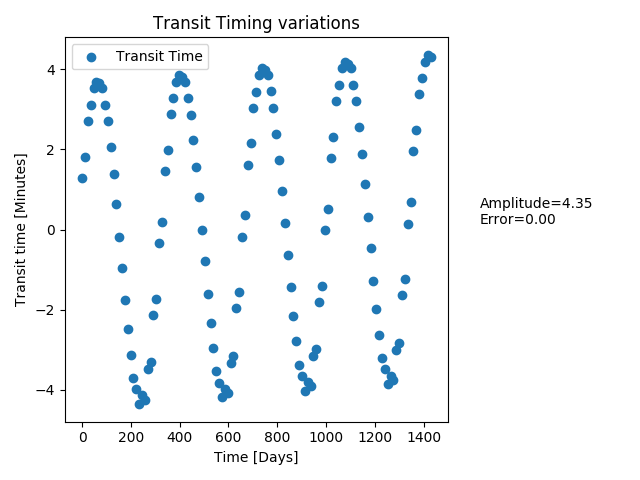 Transit Timing variations
Transit Time
4
2
0
−2
−4
Transit time [Minutes]
0 200 400 600 800 1000 1200 1400
Time [Days]
Amplitude=4.35
Error=0.00